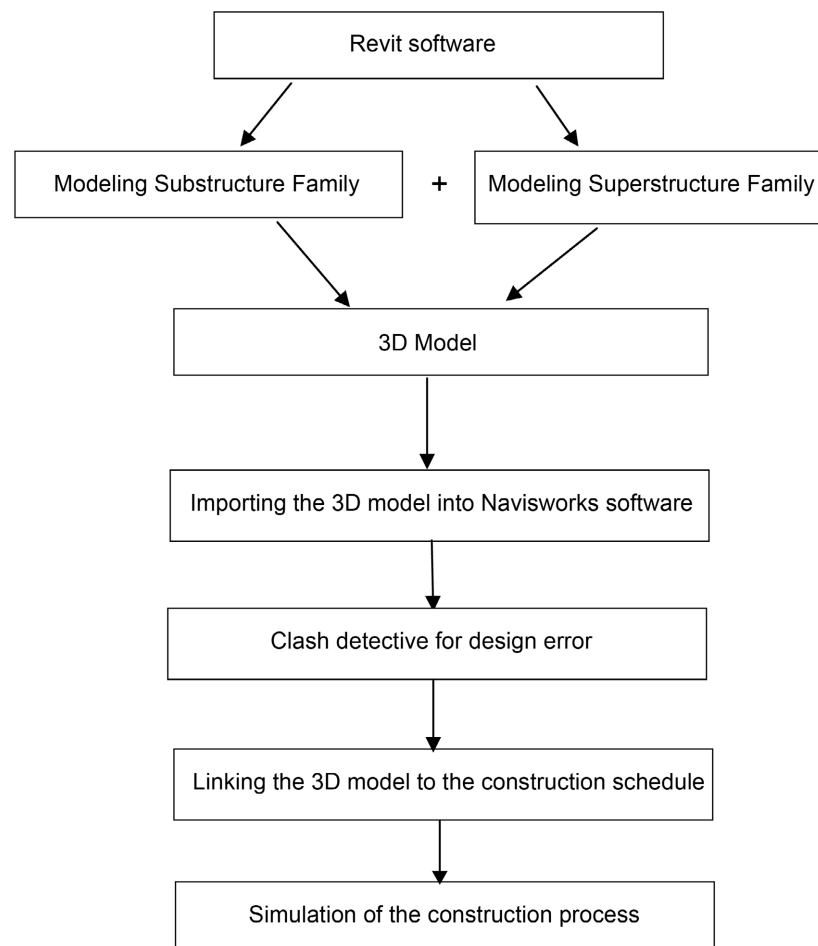 Revit software
Modeling Substructure Family
+
Modeling Superstructure Family
3D Model
Importing the 3D model into Navisworks software
Clash detective for design error
Linking the 3D model to the construction schedule
Simulation of the construction process